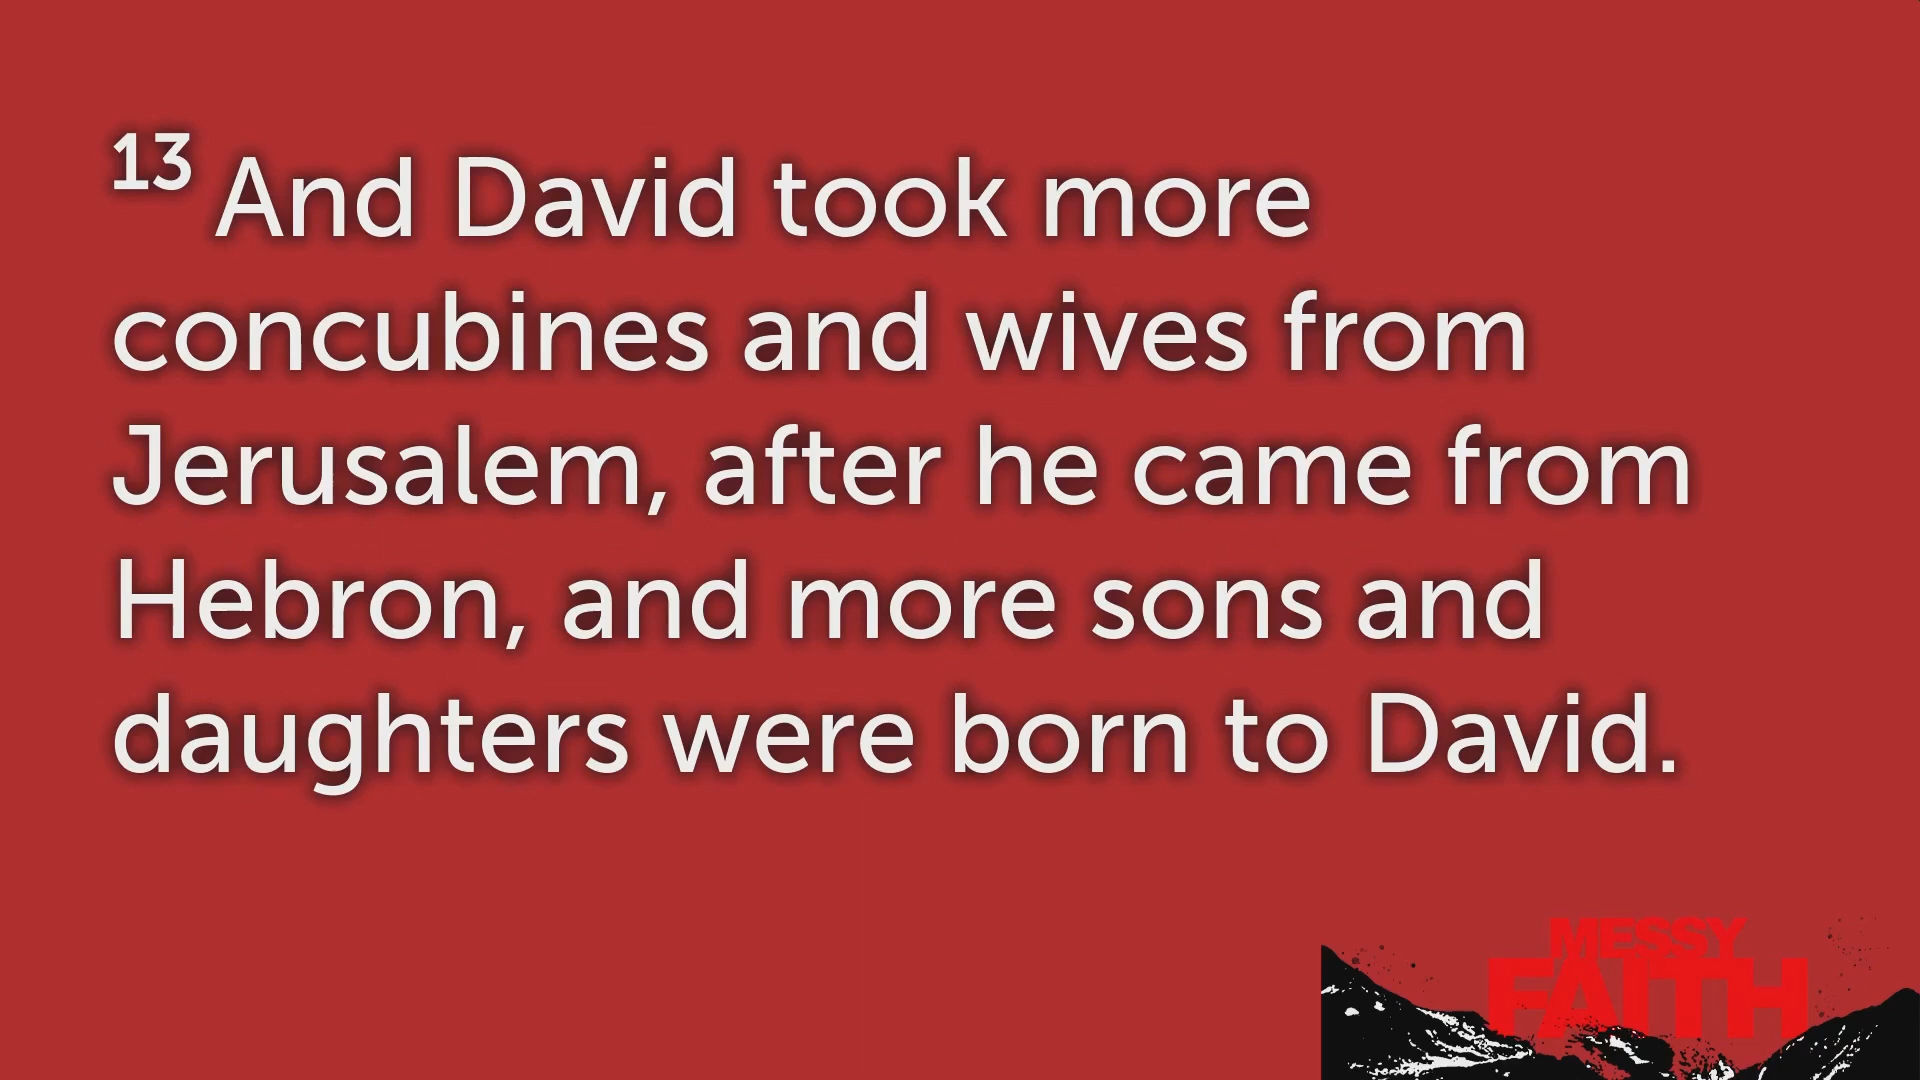 13 And David took more
concubines and wives from
Jerusalem, after he came from
Hebron, and more sons and
daughters were born to David.
MESSY
FAITH